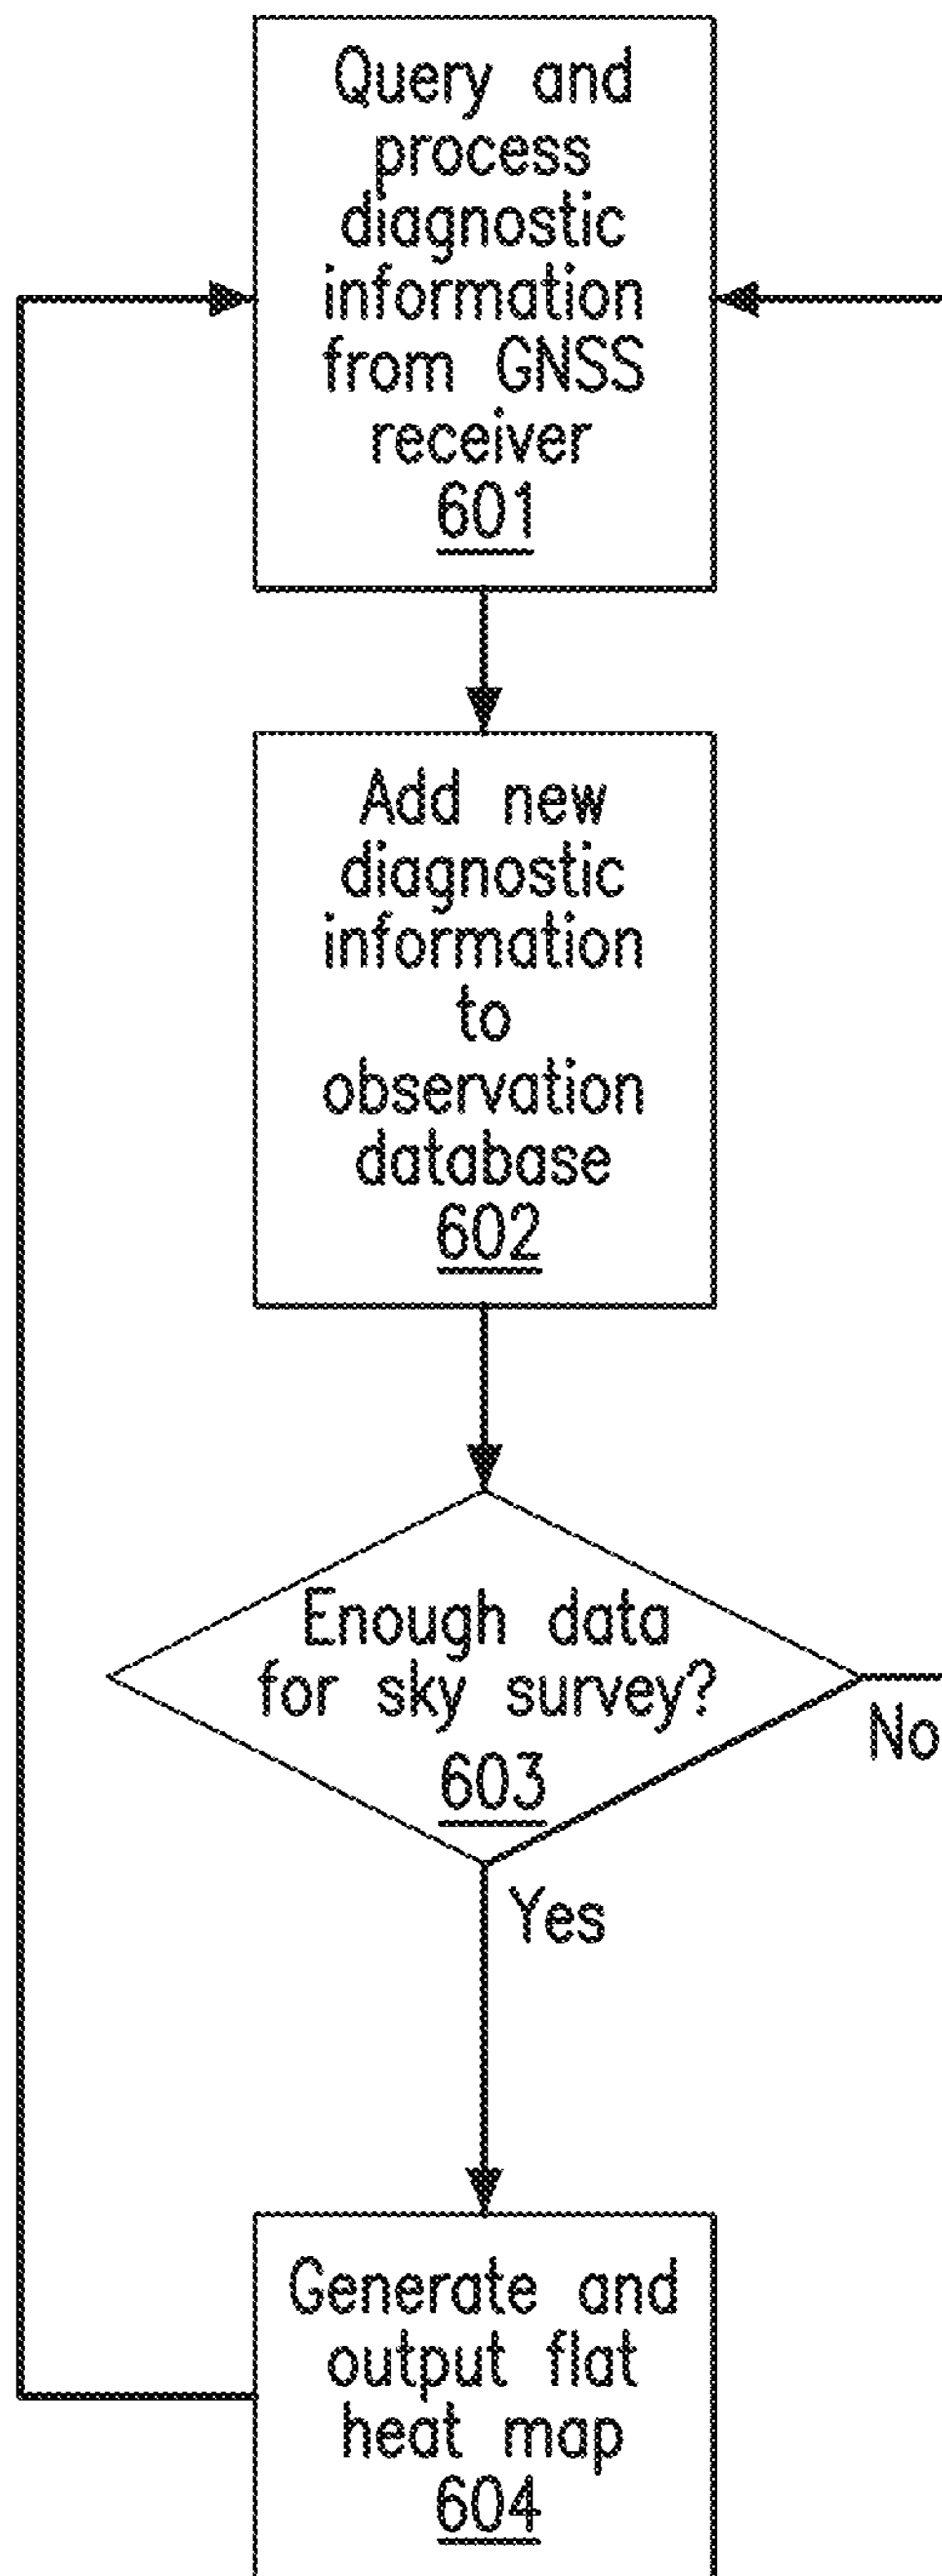 Query and
process
diagnostic
information
from GNSS
receiver
601
Add new
diagnostic
information
to
observation
database
602
Enough data
for sky survey?
603
No
Yes
Generate and
output flat
heat map
604